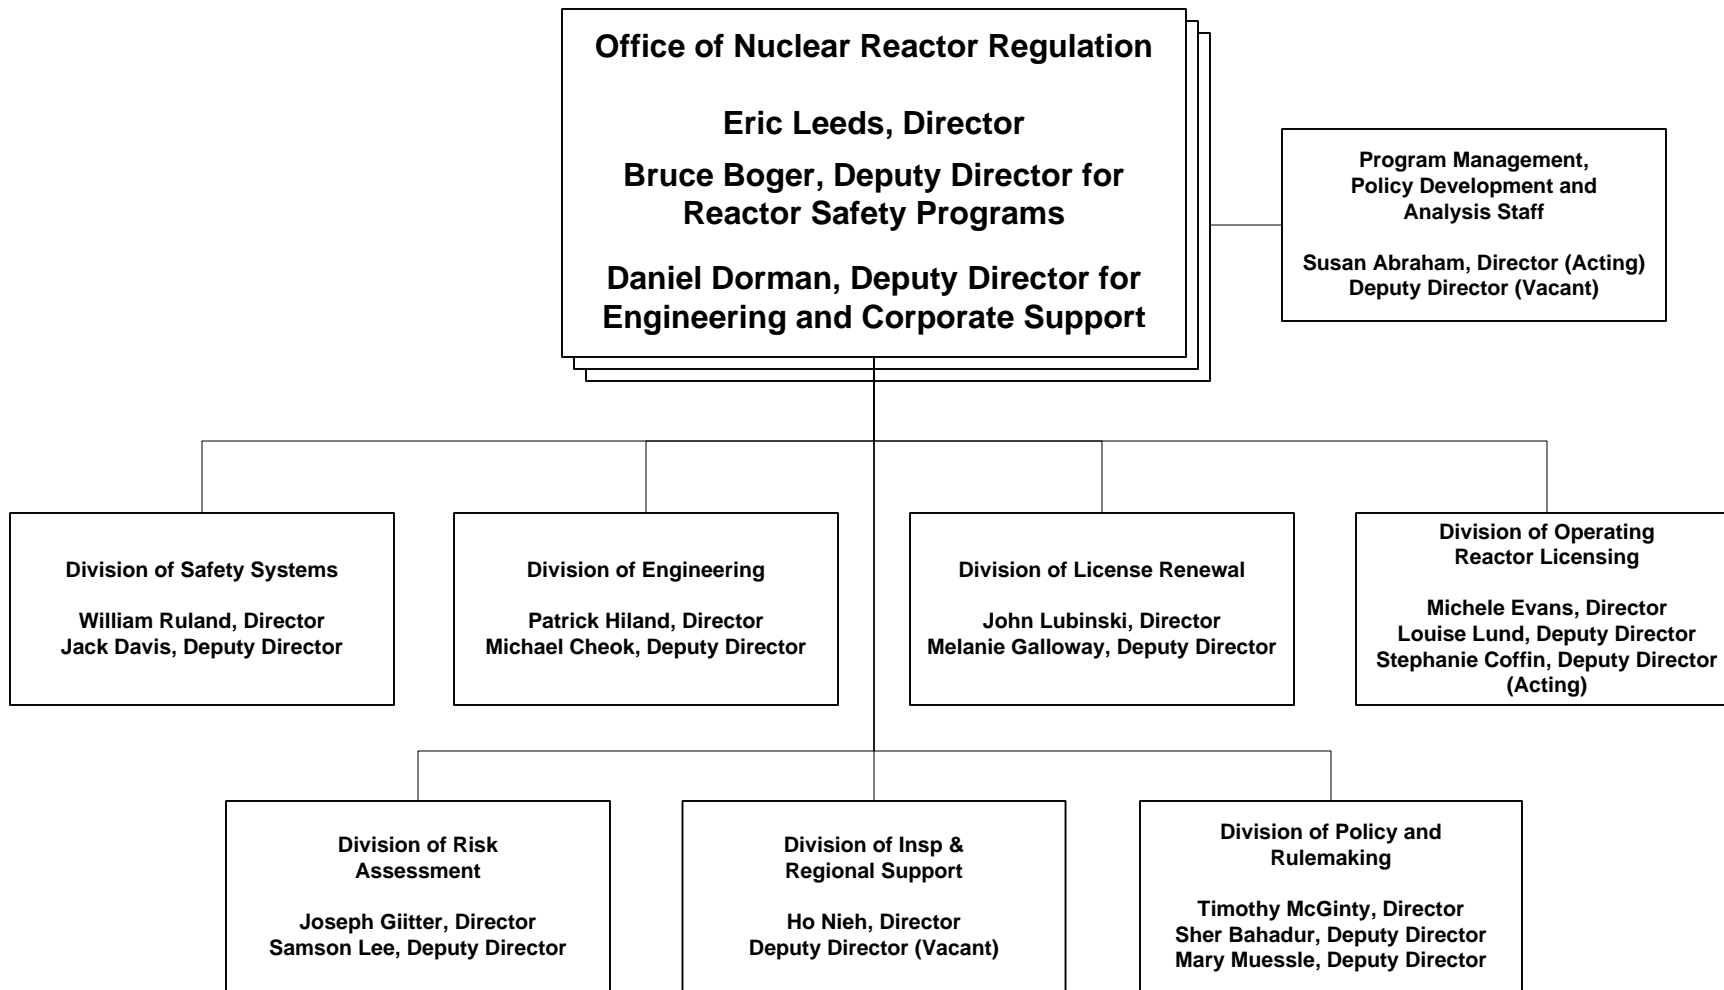 Office of Nuclear Reactor Regulation
Eric Leeds, Director
Bruce Boger, Deputy Director for
Reactor Safety Programs
Daniel Dorman, Deputy Director for
Engineering and Corporate Support
Program Management,
Policy Development and
Analysis Staff
Susan Abraham, Director (Acting)
Deputy Director (Vacant)
Division of Safety Systems
William Ruland, Director
Jack Davis, Deputy Director
Division of Engineering
Patrick Hiland, Director
Michael Cheok, Deputy Director
Division of License Renewal
John Lubinski, Director
Melanie Galloway, Deputy Director
Division of Operating
Reactor Licensing
Michele Evans, Director
Louise Lund, Deputy Director
Stephanie Coffin, Deputy Director
(Acting)
Division of Risk
Assessment
Joseph Giitter, Director
Samson Lee, Deputy Director
Division of Insp &
Regional Support
Ho Nieh, Director
Deputy Director (Vacant)
Division of Policy and
Rulemaking
Timothy McGinty, Director
Sher Bahadur, Deputy Director
Mary Muessle, Deputy Director